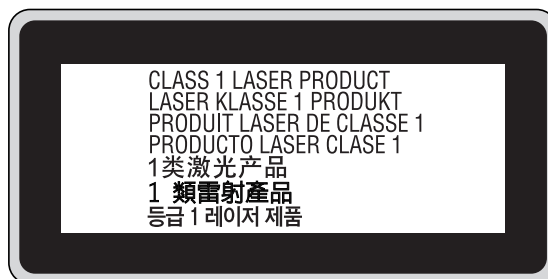 CLASS 1 LASER PRODUCT
LASER KLASSE 1 PRODUKT
PRODUIT LASER DE CLASSE 1
PRODUCTO LASER CLASE 1
1类激光产品
1 類雷射產品
등급 1 레이저 제품